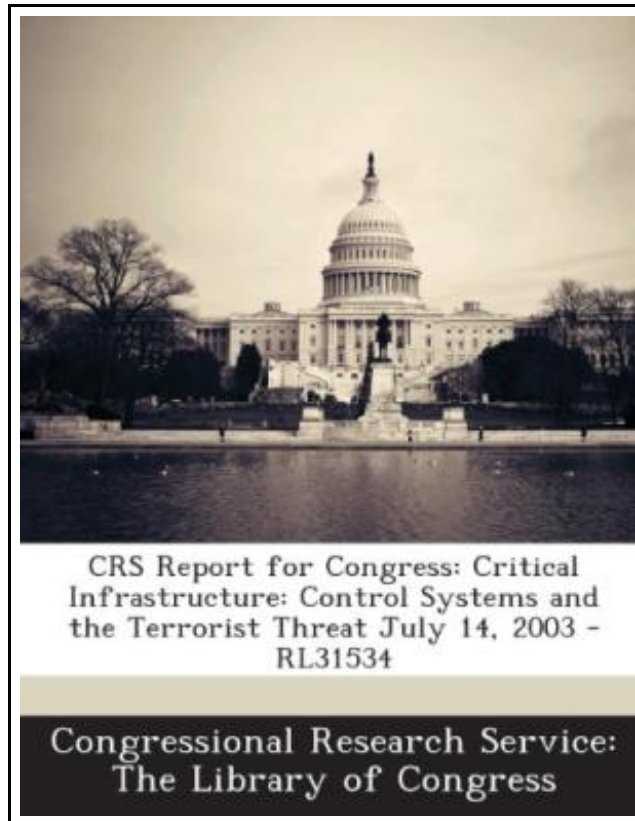 CRS Report for Congress: Critical
Infrastructure: Control Systems and
the Terrorist Threat July 14, 2003 -
RL31534
Congressional Research Service:
The Library of Congress